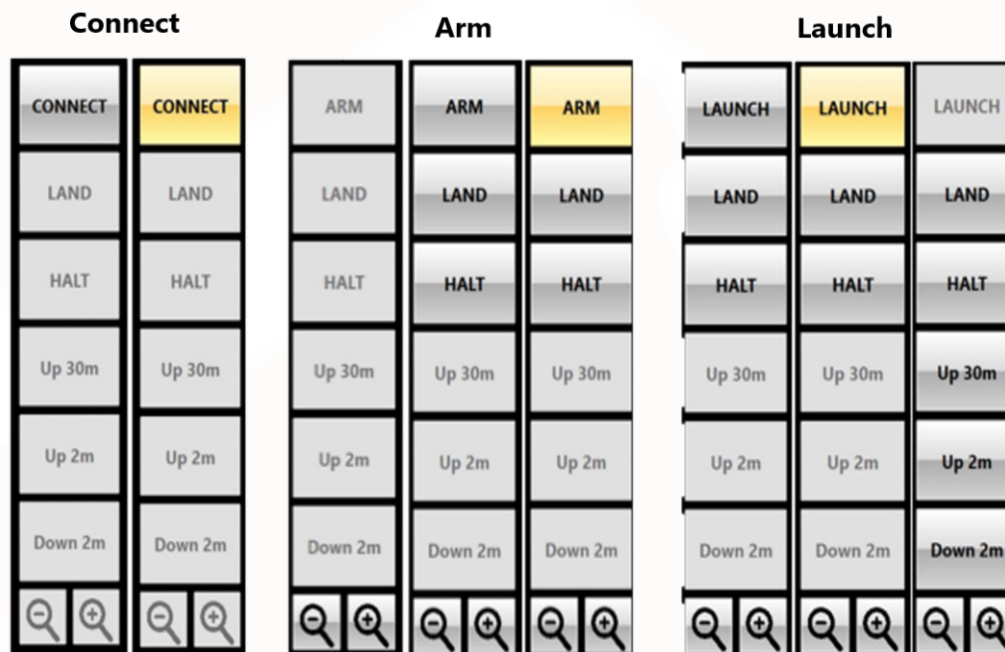 Connect Arm Launch
CONNECT CONNECT ARM ARM ARM LAUNCH LAUNCH LAUNCH
LAND LAND LAND LAND LAND LAND LAND LAND
HALT HALT HALT HALT HALT HALT HALT HALT
Up 30m Up 30m Up 30m Up 30m Up 30m Up 30m Up 30m Up 30m
Up 2m Up 2m Up 2m Up 2m Up 2m Up 2m Up 2m Up 2m
Down 2m Down 2m Down 2m Down 2m Down 2m Down 2m Down 2m Down 2m